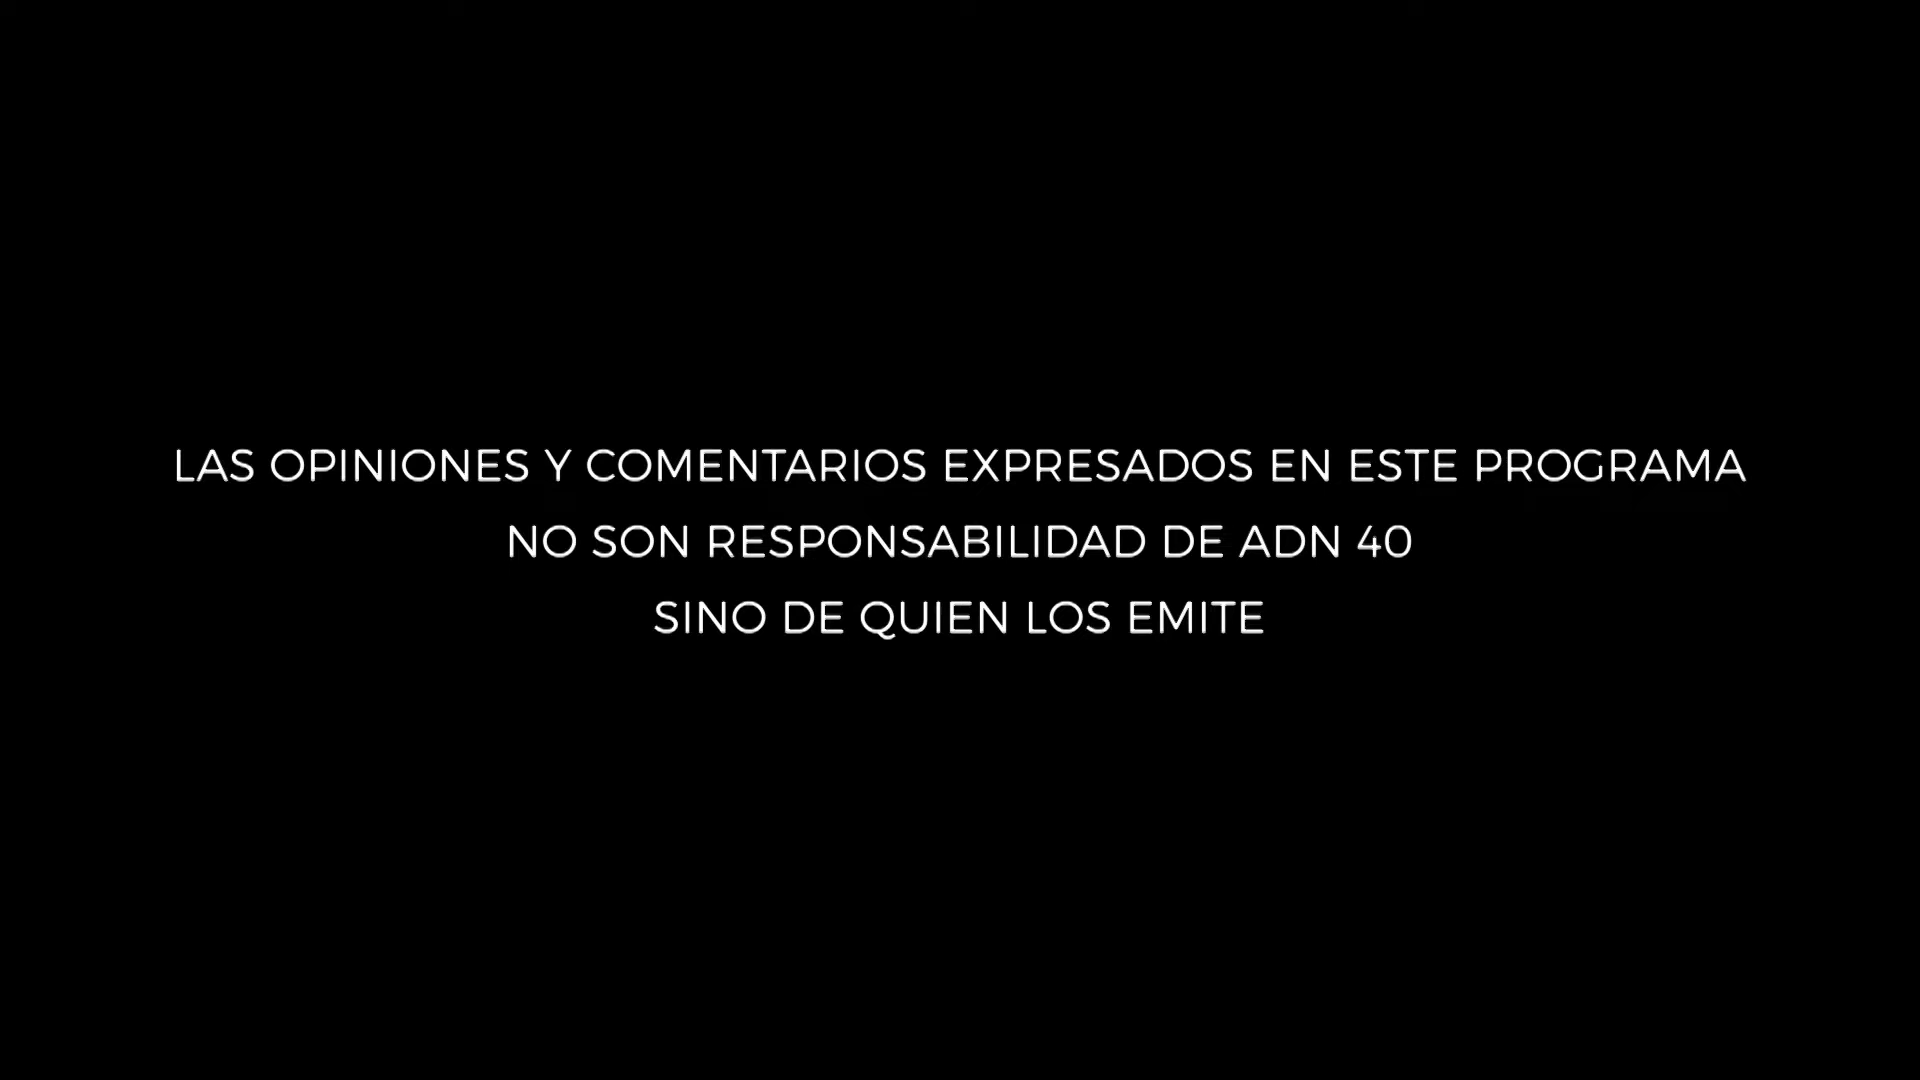 LAS OPINIONES Y COMENTARIOS EXPRESADOS EN ESTE PROGRAMA
NO SON RESPONSABILIDAD DE ADN 40
SINO DE QUIEN LOS EMITE